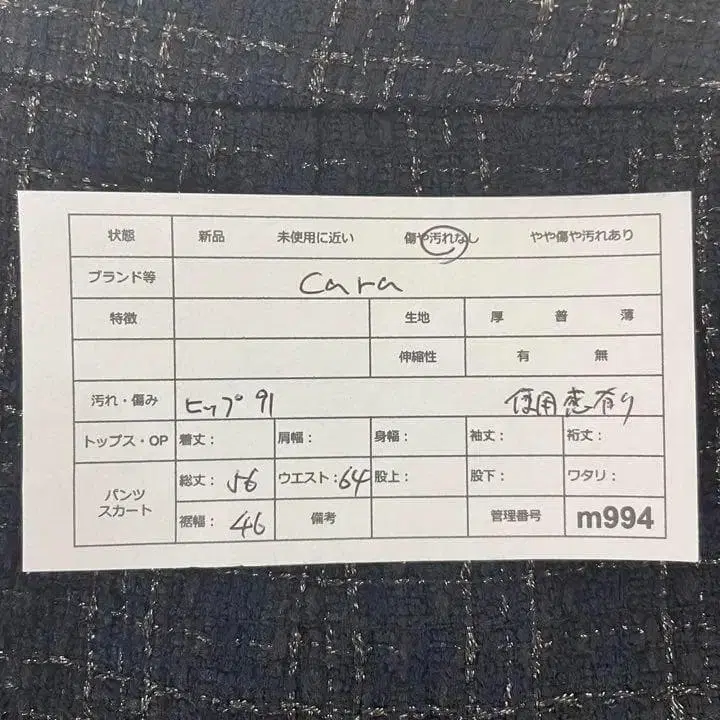 状態 新品 未使用に近い 傷や汚れなし やや傷や汚れあり
ブランド等 Cara
特徴 生地 厚 普 薄
伸縮性 有 無
汚れ・傷み ヒップ 91 使用感有り
トップス・OP 着丈： 肩幅： 身幅： 袖丈： 裄丈：
パンツ スカート 総丈： 56 ウエスト： 64 股上： 股下： ワタリ：
裾幅： 46 備考 管理番号 m994